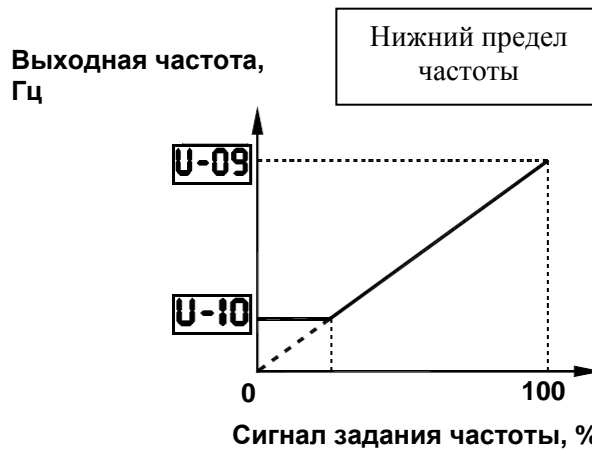 Нижний предел
частоты
Выходная частота,
Гц
U-09
U-10
0
100
Сигнал задания частоты, %